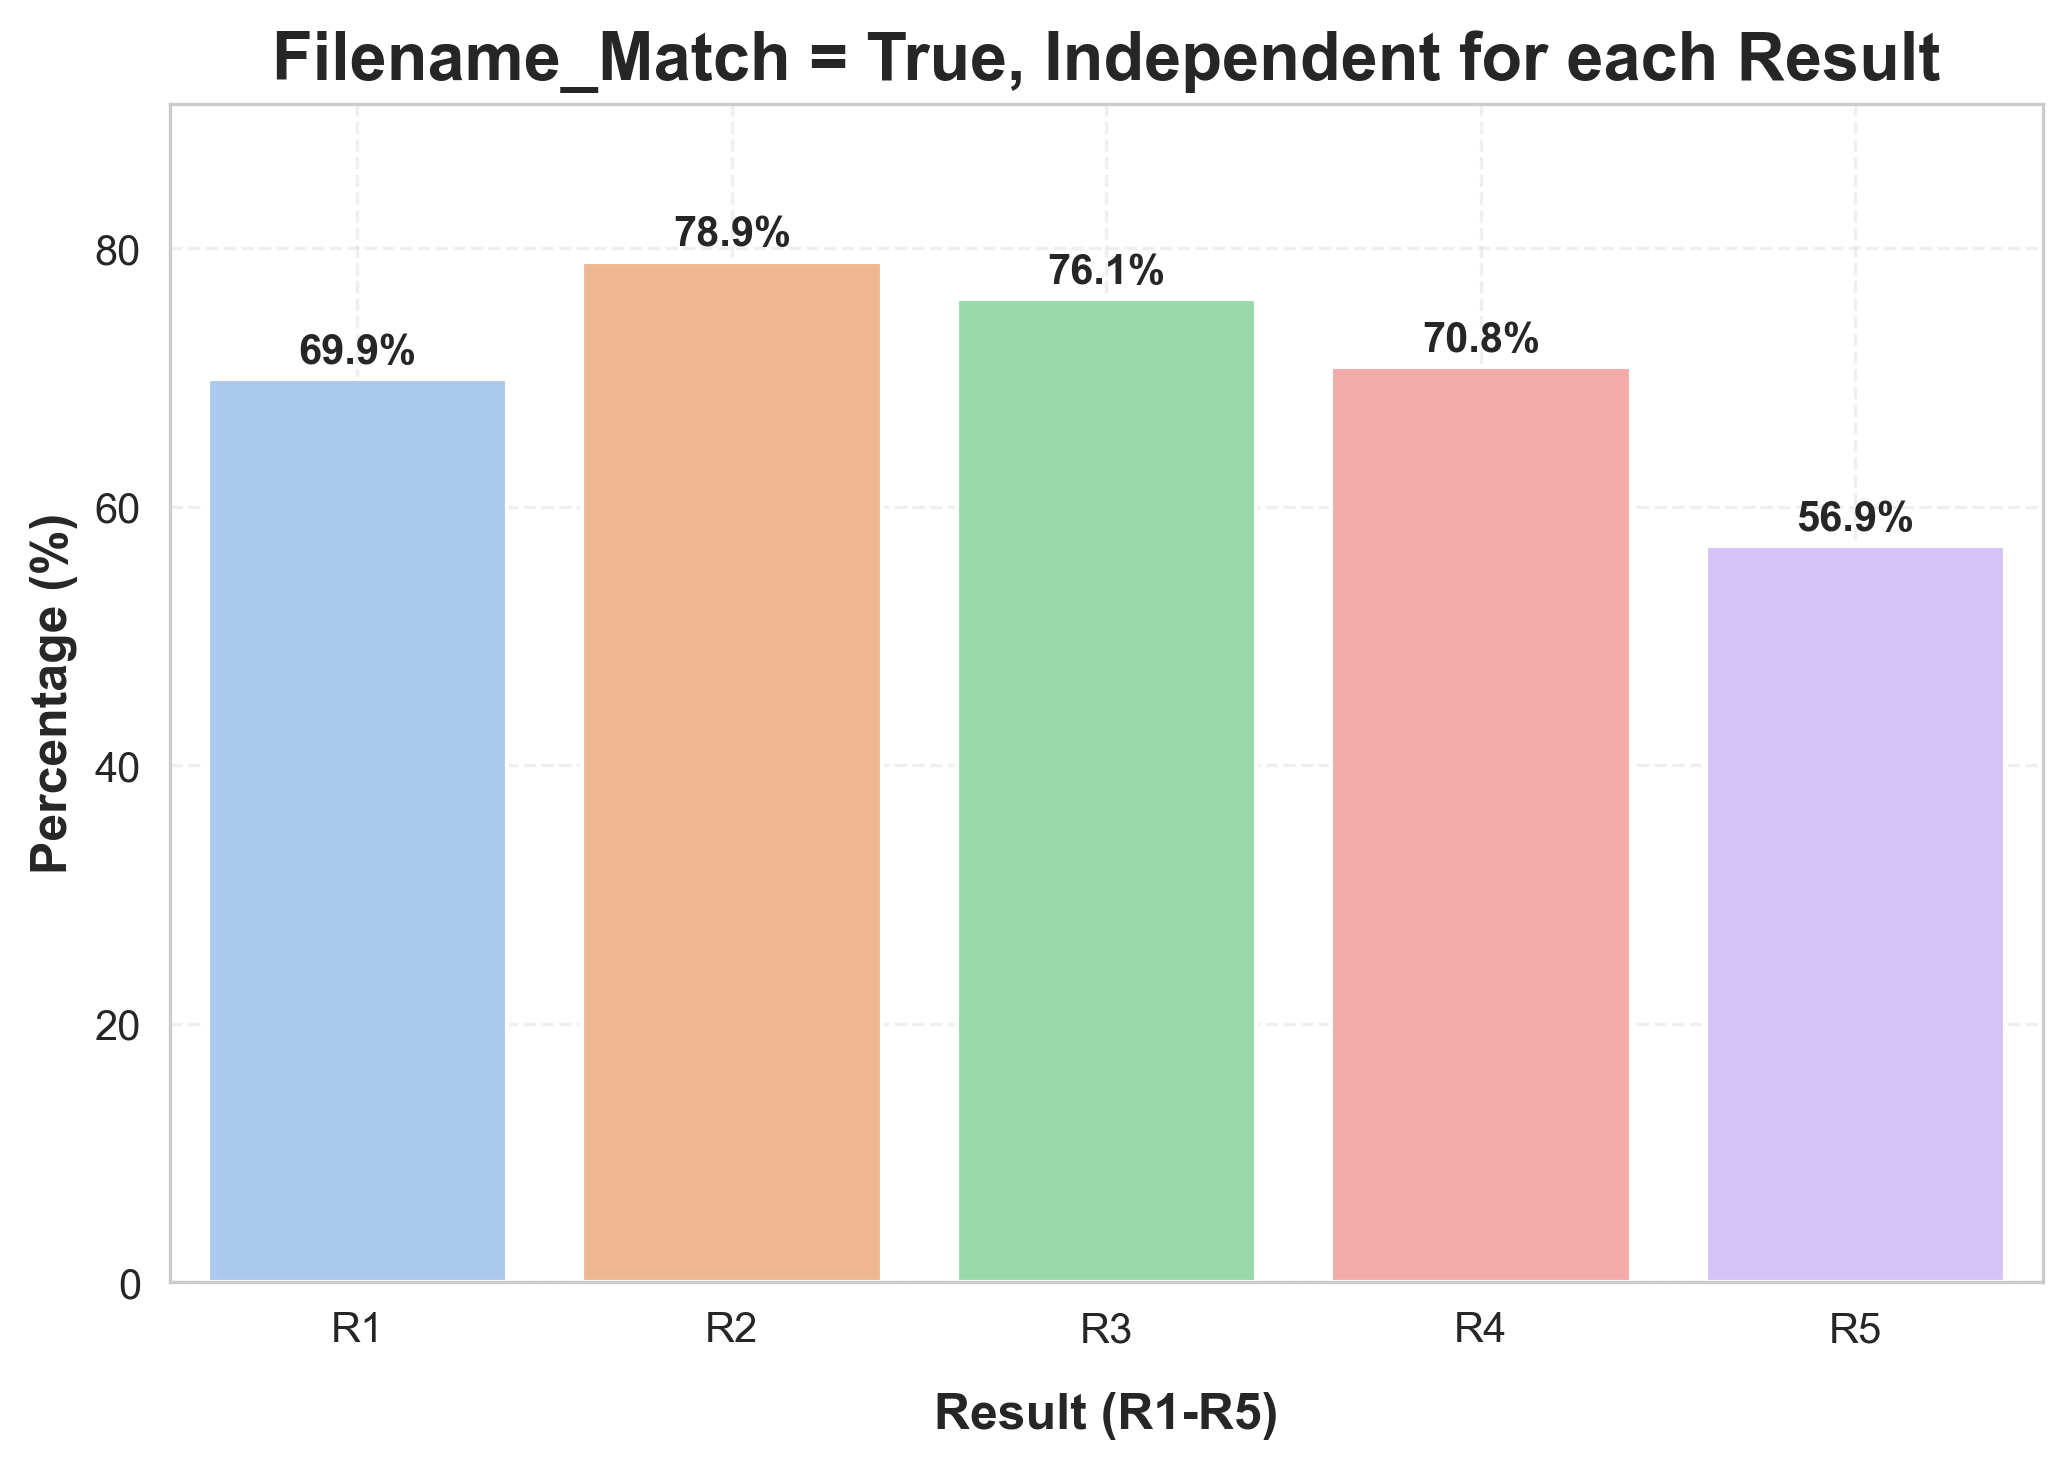 Filename_Match = True, Independent for each Result
78.9%
80
76.1%
70.8%
69.9%
60
56.9%
Percentage (%)
40
20
0
R1 R2 R3 R4 R5
Result (R1-R5)